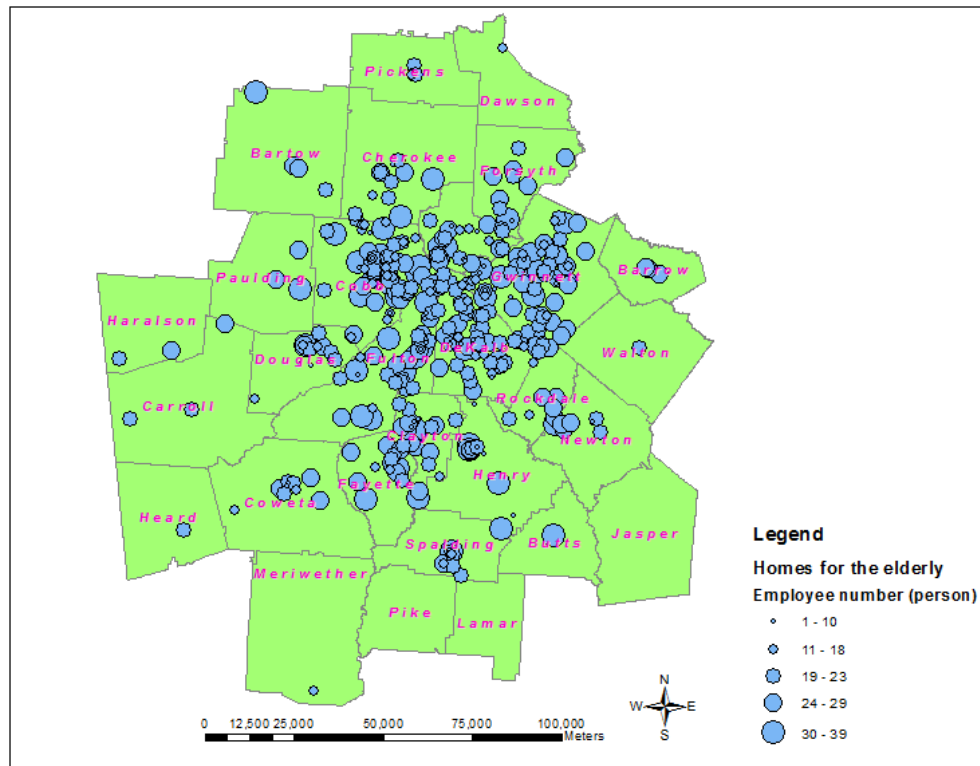 Pickens
Dawson
Bartow
Cherokee
Forsyth
Paulding
Cobb
Gwinnett
Barrow
Haralson
Douglas
Fulton
DeKalb
Walton
Carroll
Rockdale
Clayton
Newton
Henry
Fayette
Coweta
Heard
Spalding
Butts
Jasper
Meriwether
Pike
Lamar
Legend
Homes for the elderly
Employee number (person)
1 - 10
11 - 18
19 - 23
24 - 29
30 - 39
N
W E
S
0 12,500 25,000 50,000 75,000 100,000
Meters